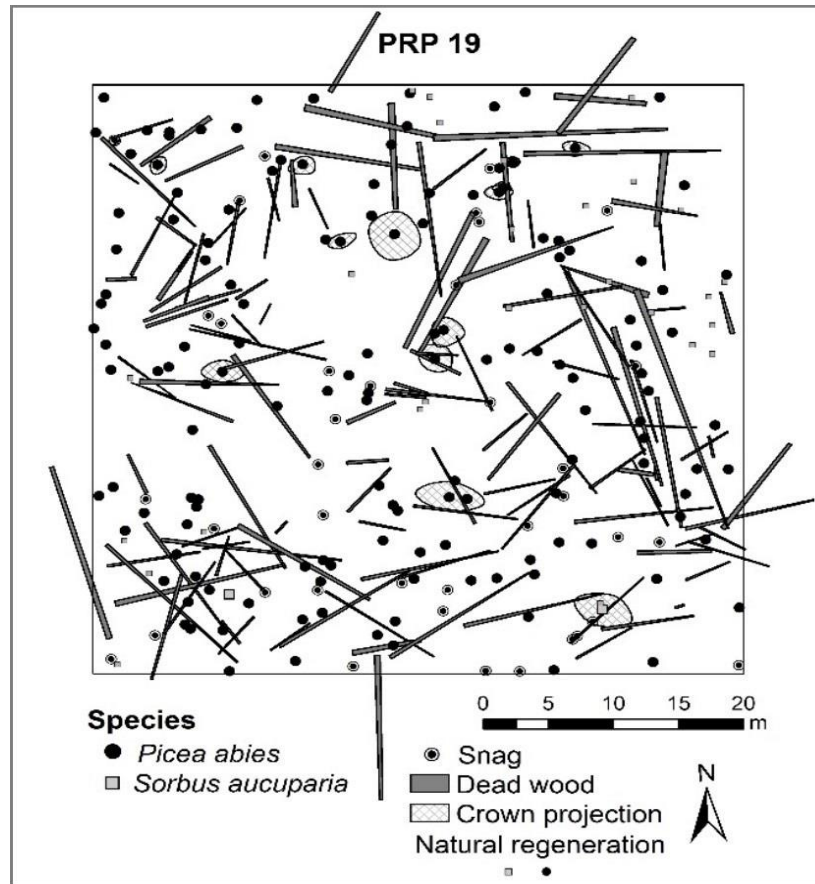 PRP 19
0 5 10 15 20
m
Species
Picea abies
Sorbus aucuparia
Snag
Dead wood
Crown projection
Natural regeneration
N